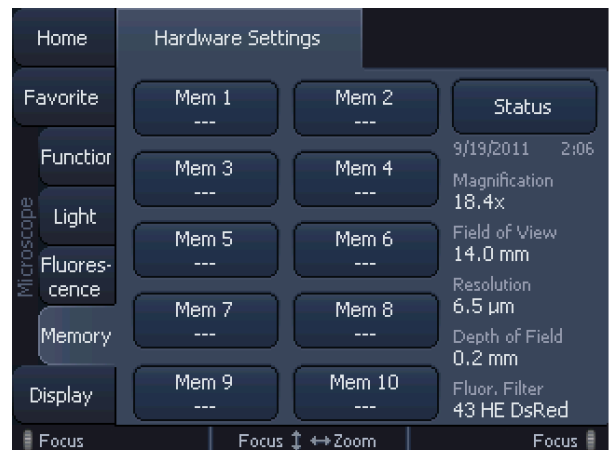 Home
Hardware Settings
Favorite
Microscope
Function
Light
Fluores-
cence
Memory
Display
Mem 1
---
Mem 2
---
Mem 3
---
Mem 4
---
Mem 5
---
Mem 6
---
Mem 7
---
Mem 8
---
Mem 9
---
Mem 10
---
Status
9/19/2011 2:06
Magnification
18.4x
Field of View
14.0 mm
Resolution
6.5 µm
Depth of Field
0.2 mm
Fluor. Filter
43 HE DsRed
Focus
Focus ↕ ↔ Zoom
Focus